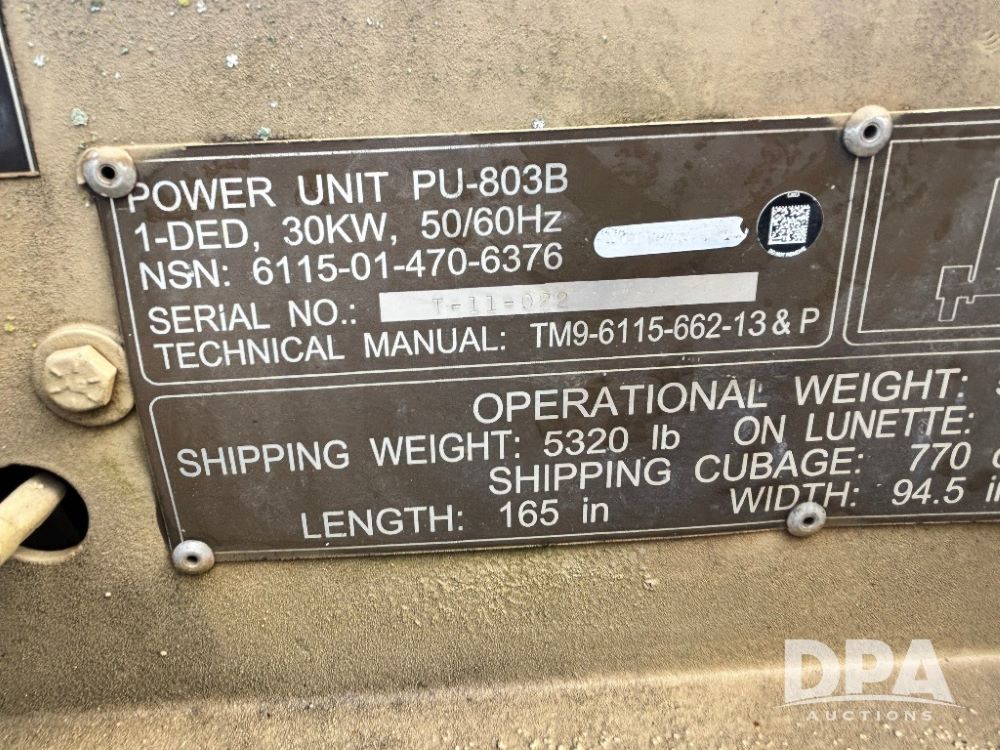 POWER UNIT PU-803B
1-DED, 30KW, 50/60Hz
NSN: 6115-01-470-6376
SERIAL NO.: T-11-022
TECHNICAL MANUAL: TM9-6115-662-13 & P
OPERATIONAL WEIGHT:
SHIPPING WEIGHT: 5320 lb ON LUNETTE:
SHIPPING CUBAGE: 770
LENGTH: 165 in WIDTH: 94.5 in
DPA
AUCTIONS